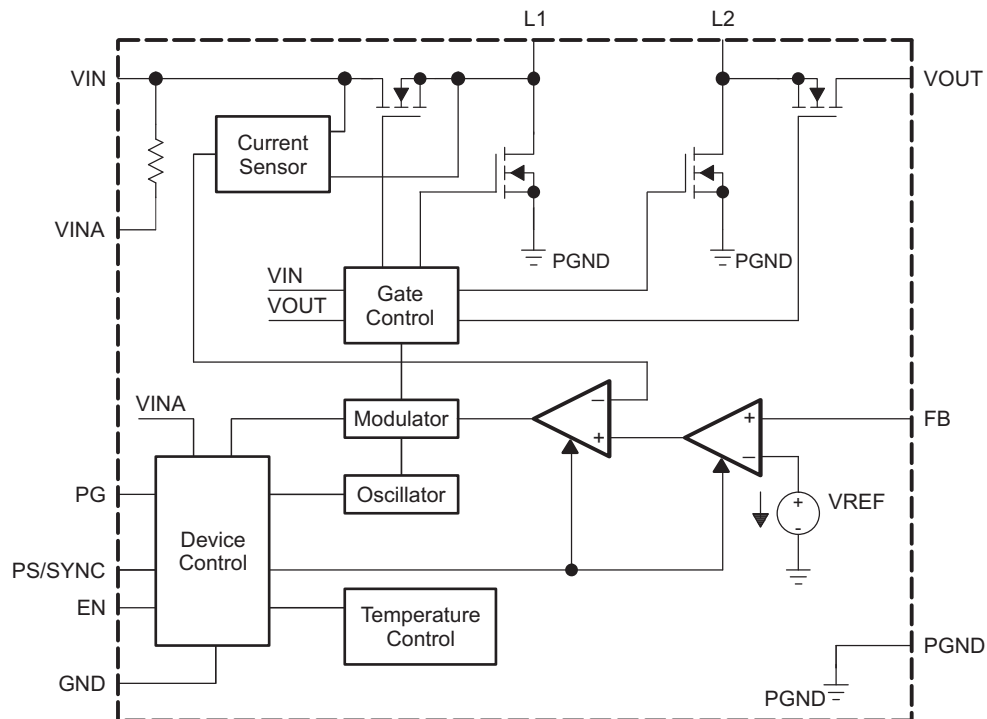 L1
L2
VIN
VOUT
Current
Sensor
VINA
PGND
PGND
VIN
VOUT
Gate
Control
VINA
Modulator
−
+
+
−
FB
PG
Oscillator
+
-
VREF
Device
Control
PS/SYNC
EN
Temperature
Control
PGND
GND
PGND